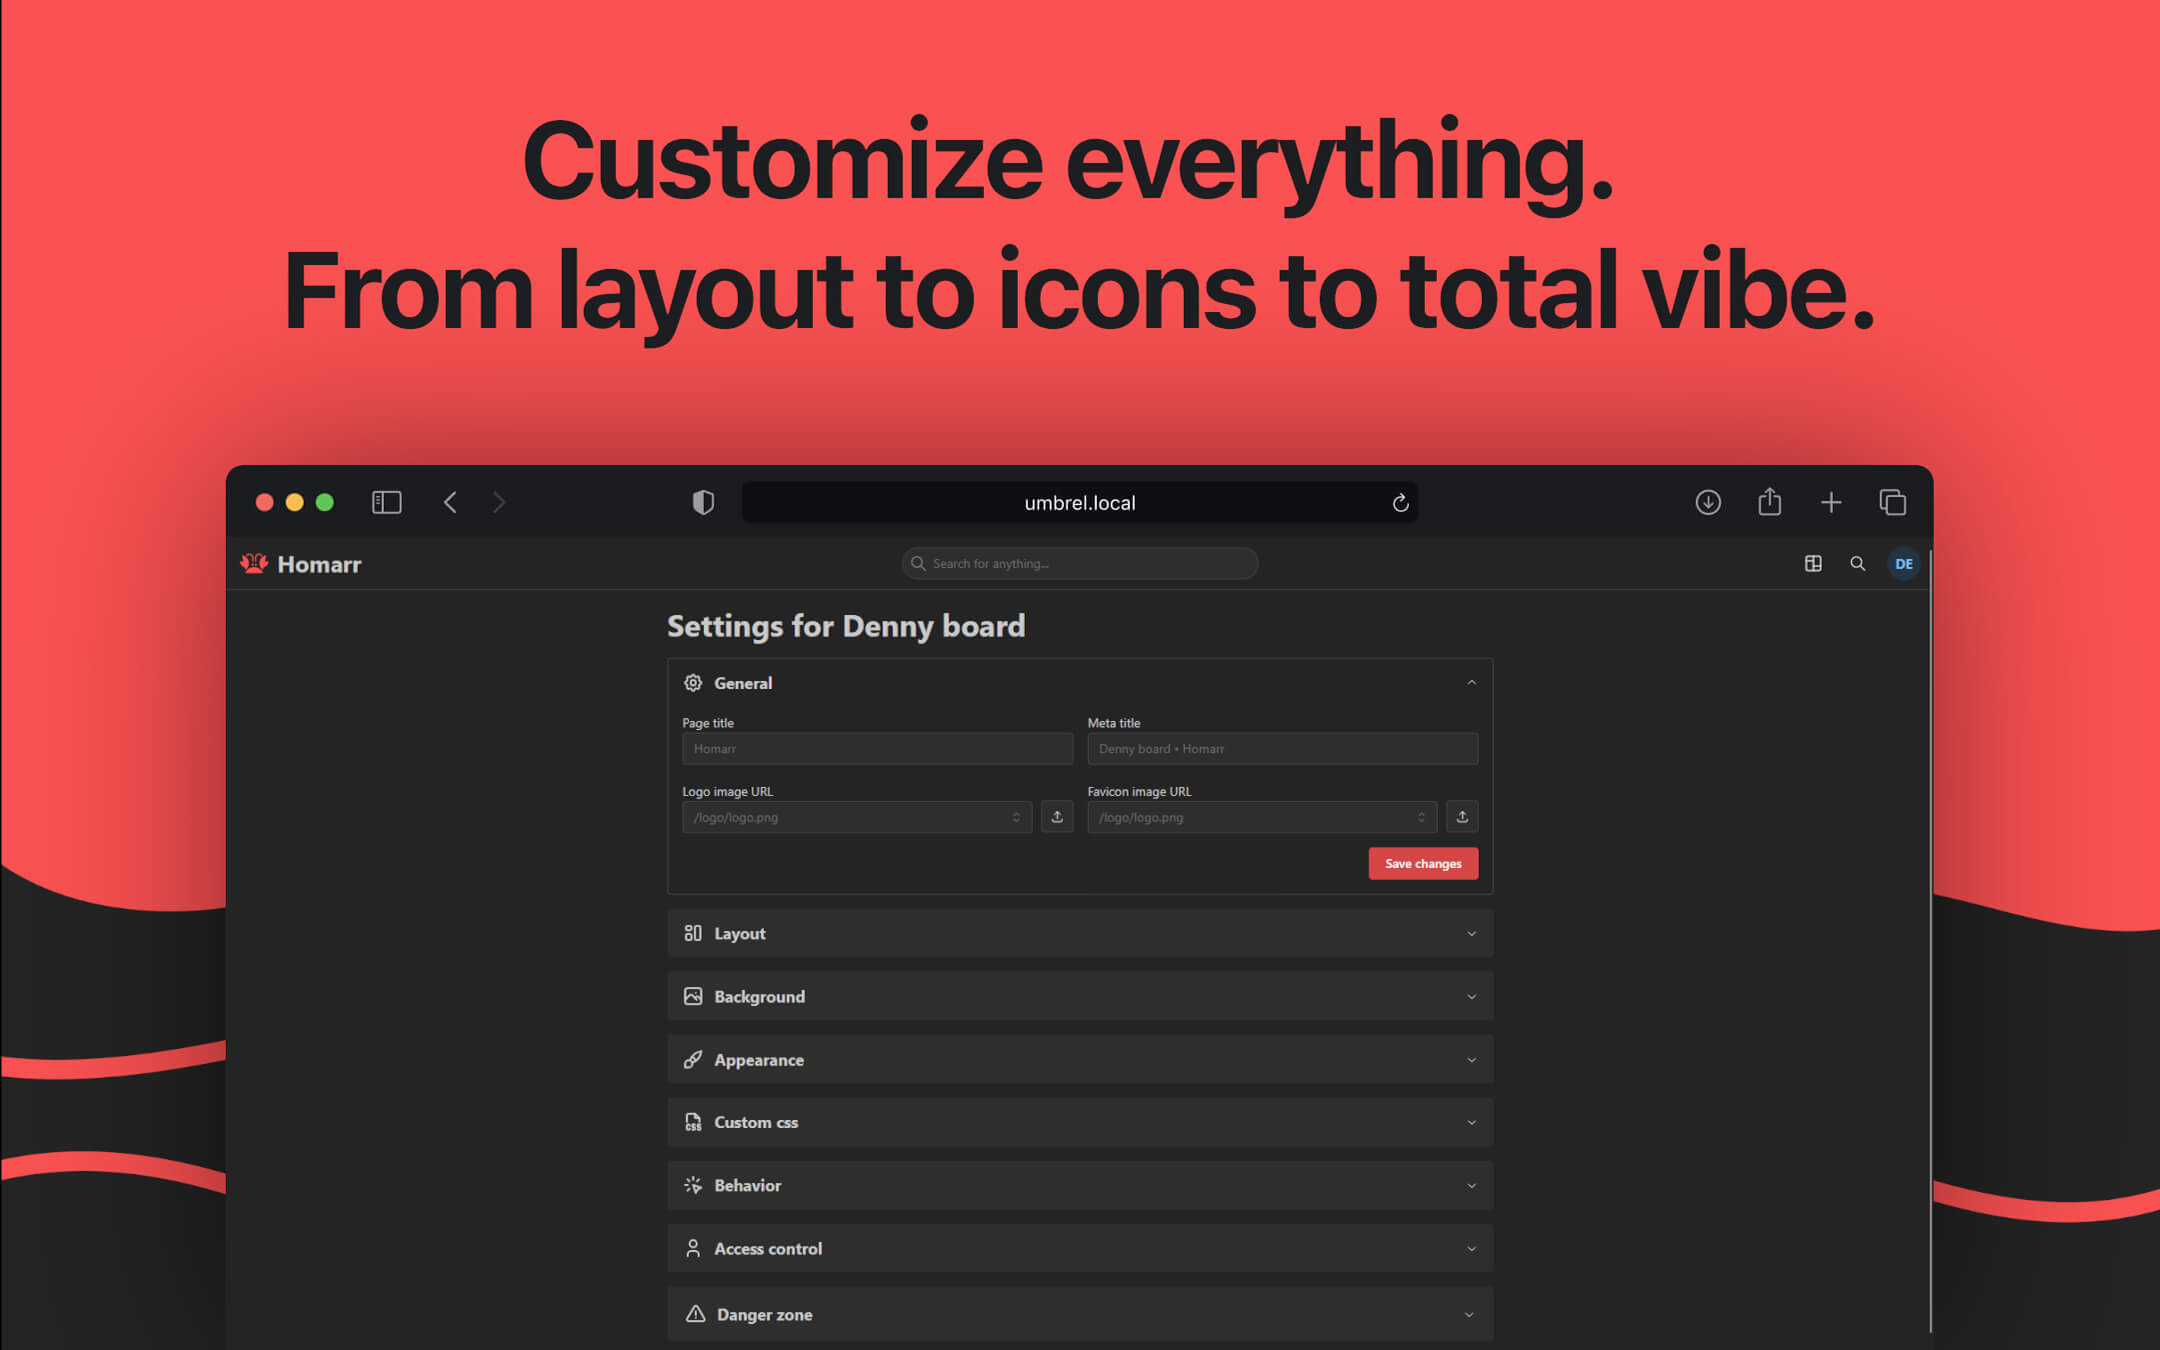 Customize everything.
From layout to icons to total vibe.
umbrel.local
Homarr
Search for anything...
DE
Settings for Denny board
General
Page title
Meta title
Homarr
Denny board • Homarr
Logo image URL
Favicon image URL
/logo/logo.png
/logo/logo.png
Save changes
Layout
Background
Appearance
CSS
Custom css
Behavior
Access control
Danger zone